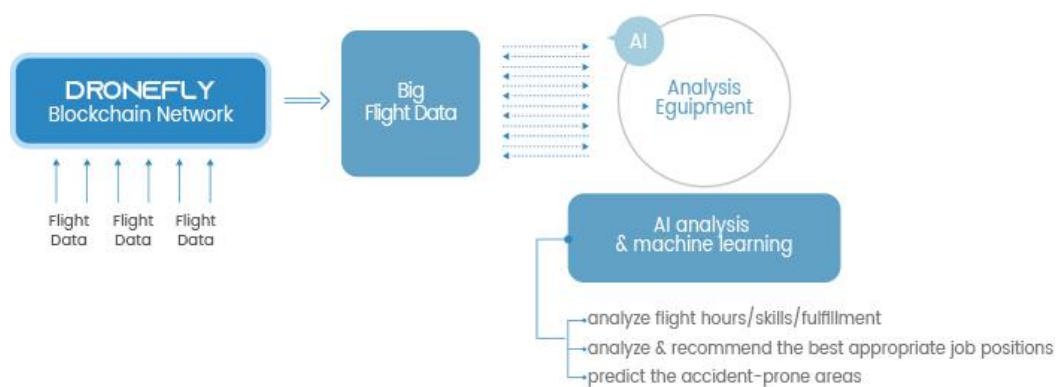 DRONEFLY
Blockchain Network
Big
Flight Data
AI
Analysis
Equipment
Flight
Data
Flight
Data
Flight
Data
AI analysis
& machine learning
analyze flight hours/skills/fulfillment
analyze & recommend the best appropriate job positions
predict the accident-prone areas